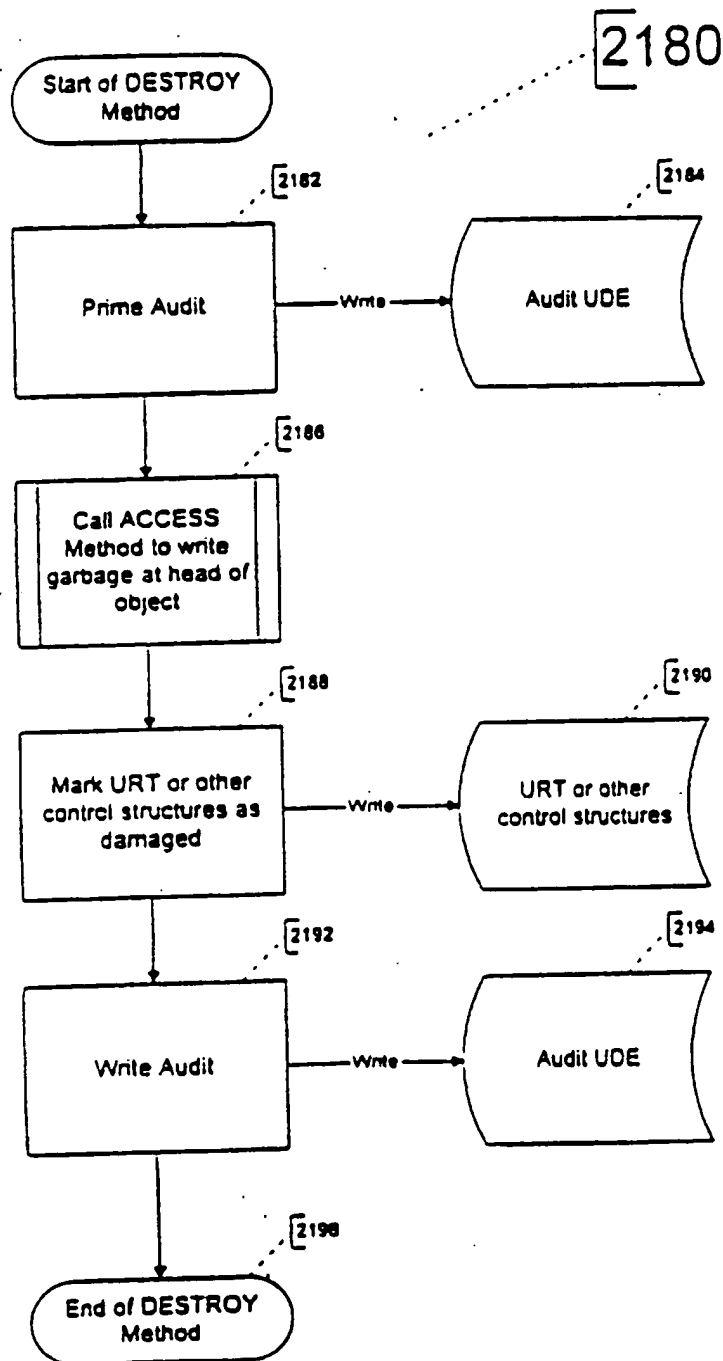 2180
Start of DESTROY
Method
2182
2184
Prime Audit
Write
Audit UDE
2186
Call ACCESS
Method to write
garbage at head of
object
2188
2190
Mark URT or other
control structures as
damaged
Write
URT or other
control structures
2192
2194
Write Audit
Write
Audit UDE
2196
End of DESTROY
Method